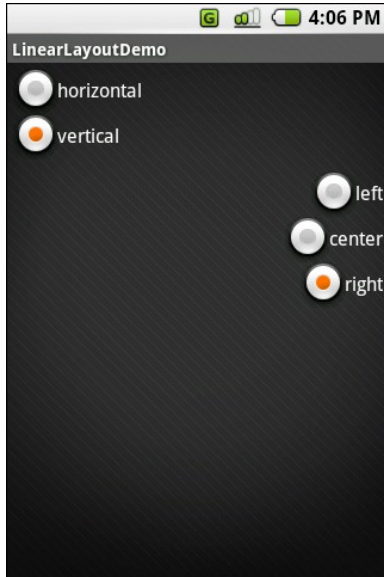 G 4:06 PM
LinearLayoutDemo
horizontal
vertical
left
center
right